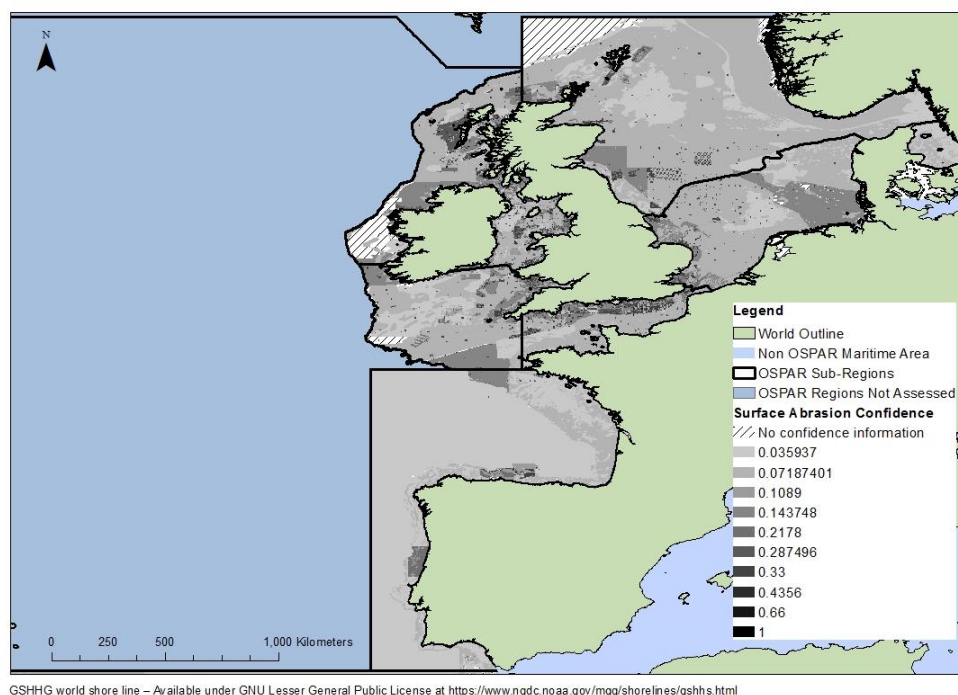 N
Legend
World Outline
Non OSPAR Maritime Area
OSPAR Sub-Regions
OSPAR Regions Not Assessed
Surface Abrasion Confidence
No confidence information
0.035937
0.07187401
0.1089
0.143748
0.2178
0.287496
0.33
0.4356
0.66
1
0 250 500 1,000 Kilometers
GSHHG world shore line – Available under GNU Lesser General Public License at https://www.ngdc.noaa.gov/mgg/shorelines/gshhs.html